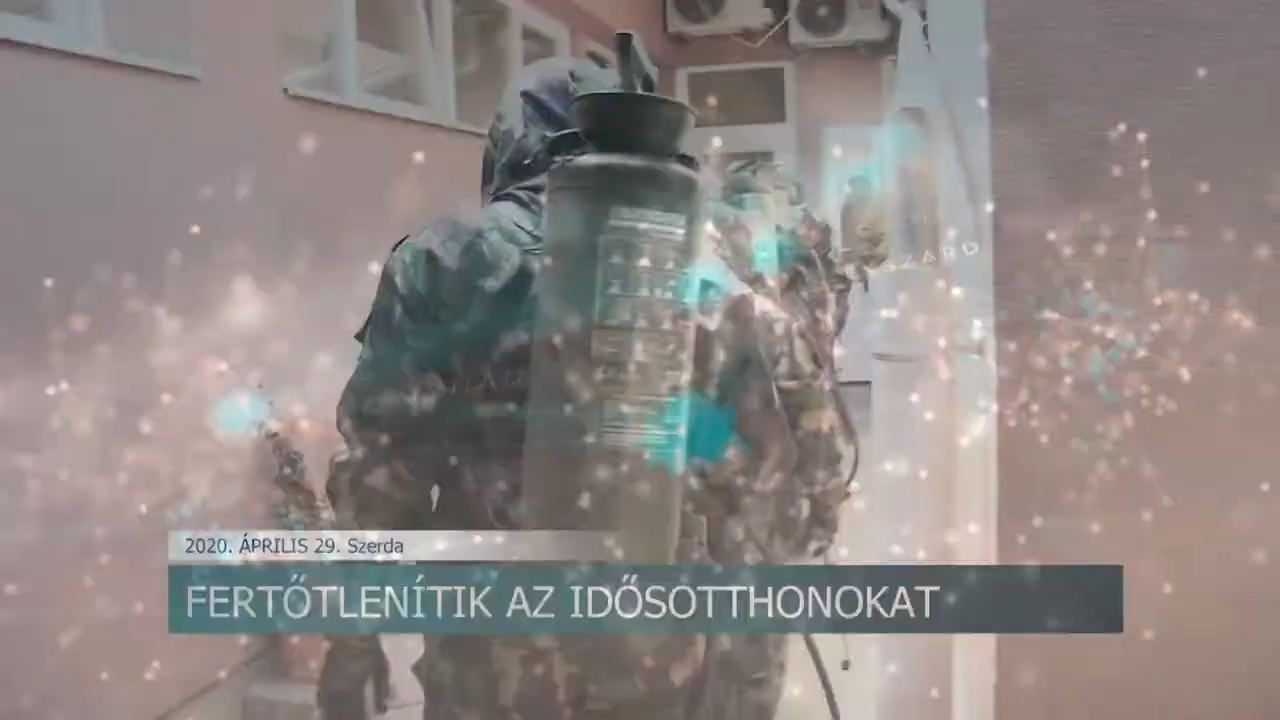 2020. ÁPRILIS 29. Szerda
FERTŐTLENÍTIK AZ IDŐSOTTHONOKAT